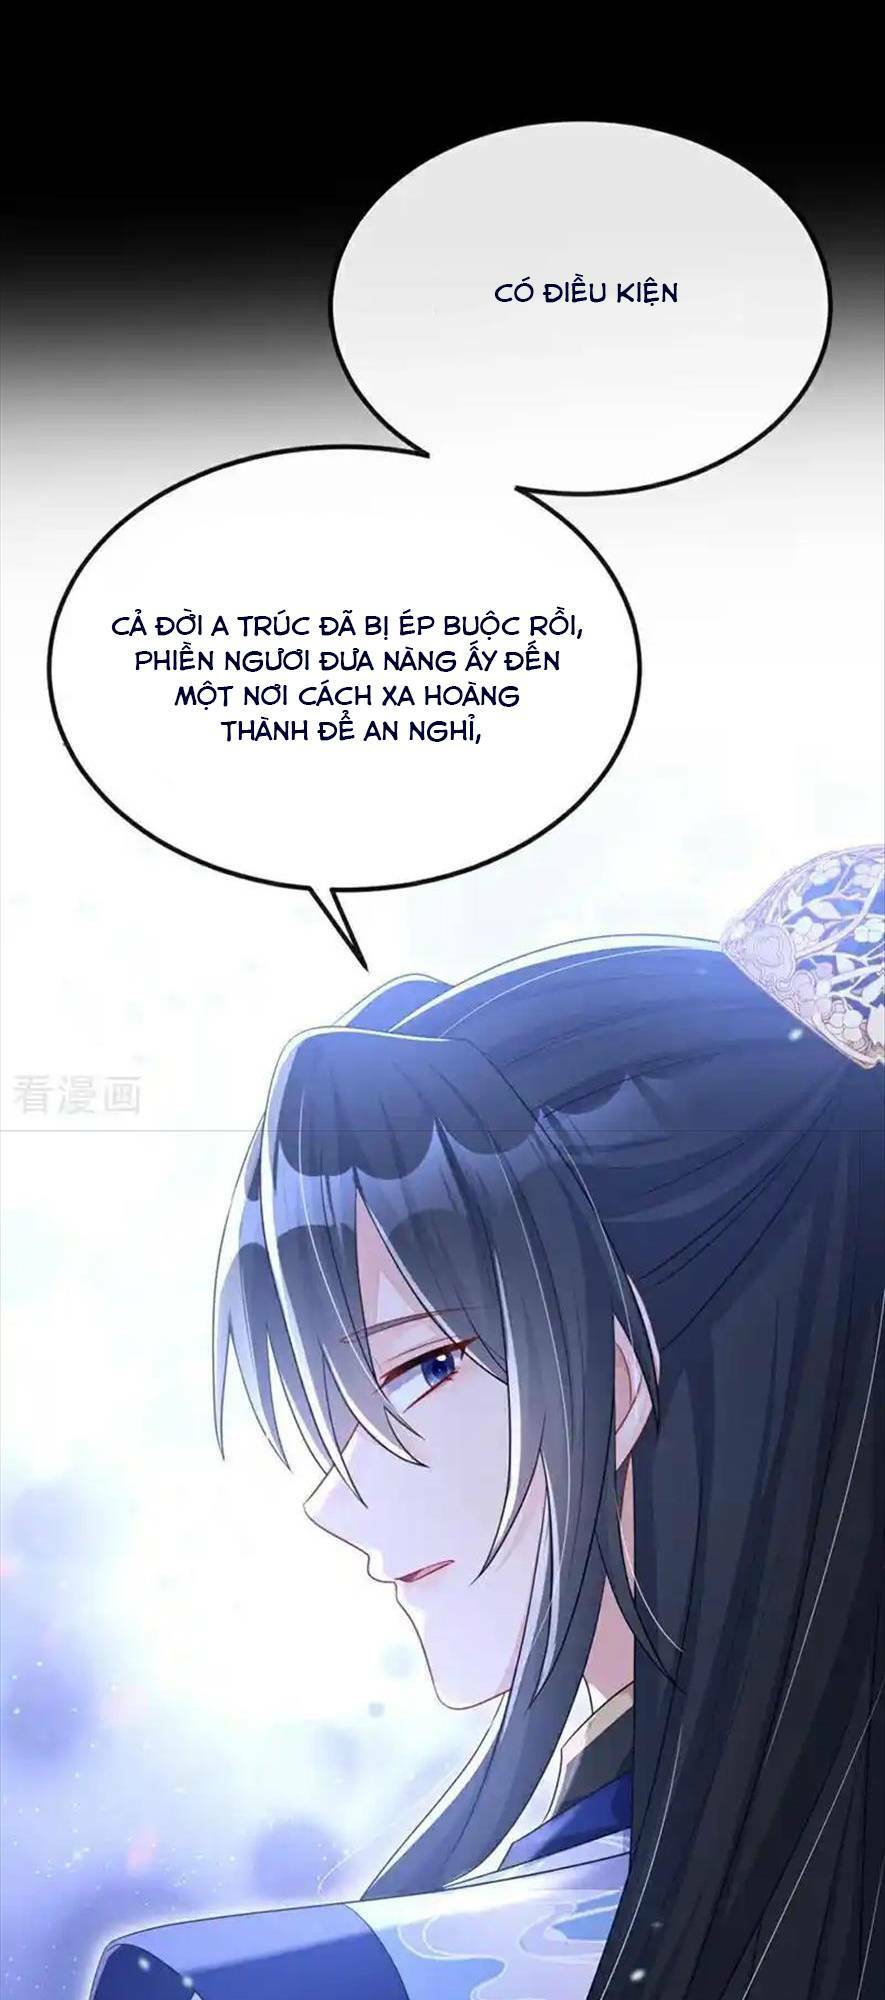 CÓ ĐIỀU KIỆN
CẢ ĐỜI A TRÚC ĐÃ BỊ ÉP BUỘC RỒI,
PHIỀN NGƯƠI ĐƯA NÀNG ẤY ĐẾN
MỘT NƠI CÁCH XA HOÀNG
THÀNH ĐỂ AN NGHỈ,
看漫画